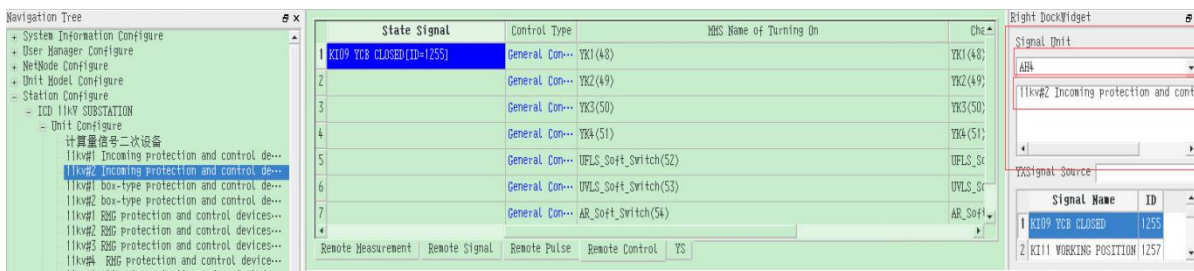 Navigation Tree
System Information Configure
User Manager Configure
NetNode Configure
Unit Model Configure
Station Configure
ICD 11kV SUBSTATION
Unit Configure
计算量信号二次设备
11kv#1 Incoming protection and control de···
11kv#2 Incoming protection and control de···
11kv#1 box-type protection and control de···
11kv#2 box-type protection and control de···
11kv#1 RMG protection and control devices···
11kv#2 RMG protection and control devices···
11kv#3 RMG protection and control devices···
11kv#4 RMG protection and control device···
State Signal Control Type MMS Name of Turning On Cha
1 KI09 YCB CLOSED[ID=1255] General Con··· YK1(48) YK1(48)
2 General Con··· YK2(49) YK2(49)
3 General Con··· YK3(50) YK3(50)
4 General Con··· YK4(51) YK4(51)
5 General Con··· UFLS_Soft_Switch(52) UFLS_So
6 General Con··· UVLS_Soft_Switch(53) UVLS_So
7 General Con··· AR_Soft_Switch(54) AR_Soft
Remote Measurement Remote Signal Remote Pulse Remote Control YS
Right DockWidget
Signal Unit
AH4
11kv#2 Incoming protection and cont
YXSignal Source
Signal Name ID
1 KI09 YCB CLOSED 1255
2 KI11 WORKING POSITION 1257